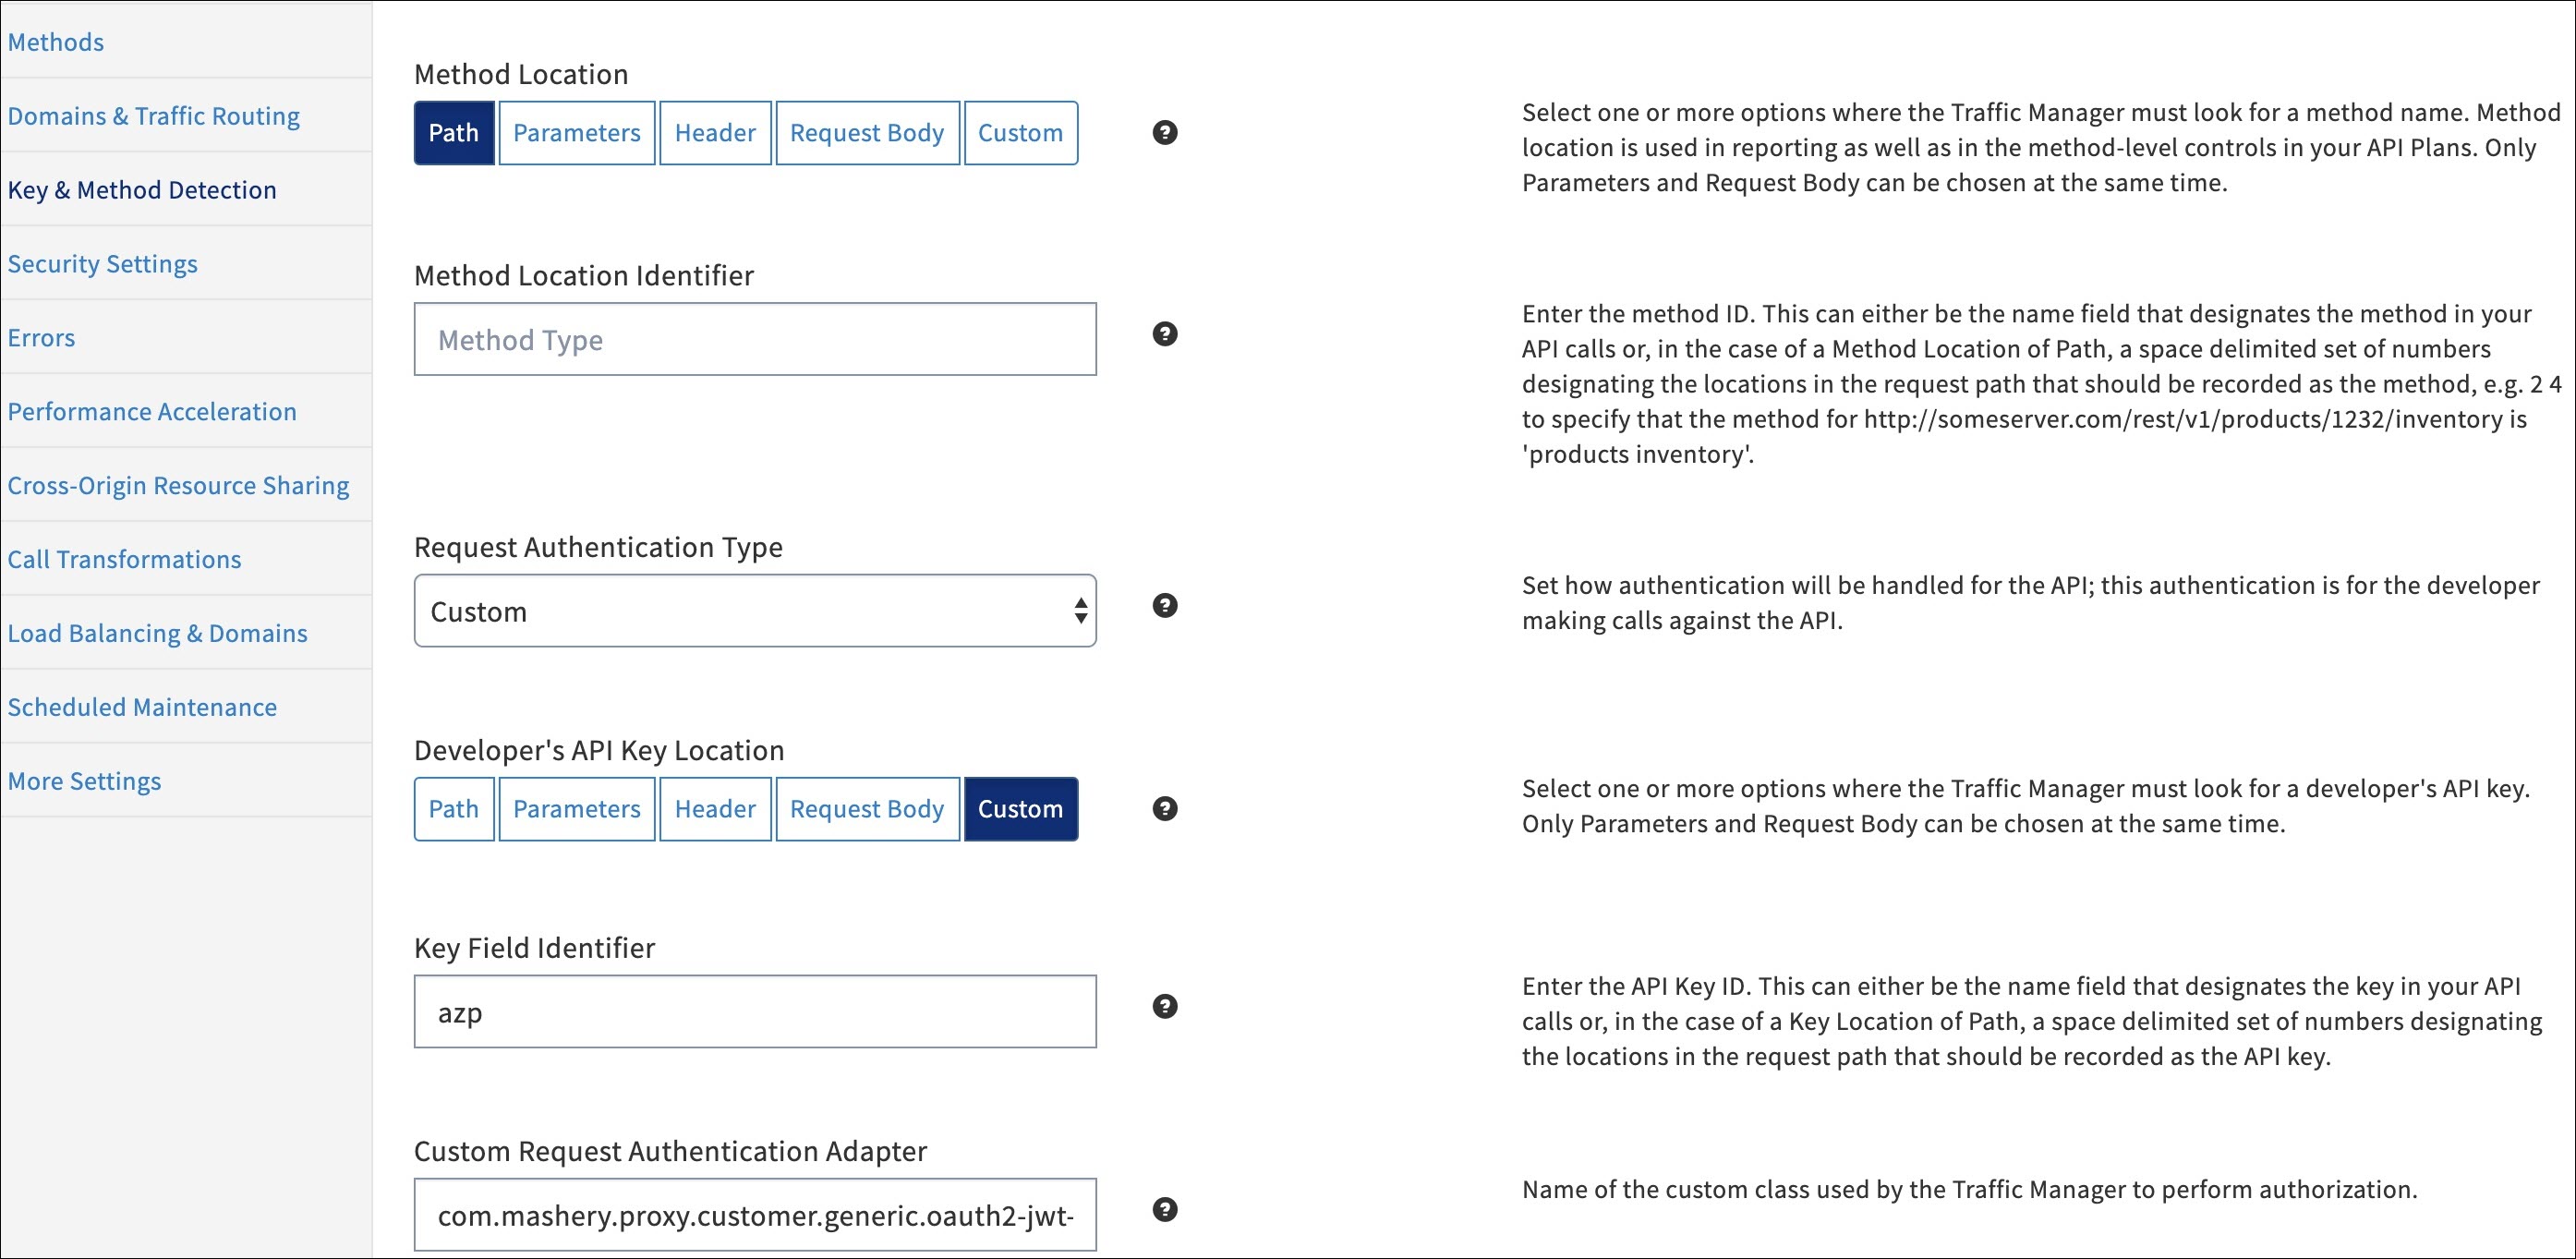 Methods
Domains & Traffic Routing
Key & Method Detection
Security Settings
Errors
Performance Acceleration
Cross-Origin Resource Sharing
Call Transformations
Load Balancing & Domains
Scheduled Maintenance
More Settings
Method Location
Path Parameters Header Request Body Custom
?
Select one or more options where the Traffic Manager must look for a method name. Method
location is used in reporting as well as in the method-level controls in your API Plans. Only
Parameters and Request Body can be chosen at the same time.
Method Location Identifier
Method Type
?
Enter the method ID. This can either be the name field that designates the method in your
API calls or, in the case of a Method Location of Path, a space delimited set of numbers
designating the locations in the request path that should be recorded as the method, e.g. 2 4
to specify that the method for http://someserver.com/rest/v1/products/1232/inventory is
'products inventory'.
Request Authentication Type
Custom
?
Set how authentication will be handled for the API; this authentication is for the developer
making calls against the API.
Developer's API Key Location
Path Parameters Header Request Body Custom
?
Select one or more options where the Traffic Manager must look for a developer's API key.
Only Parameters and Request Body can be chosen at the same time.
Key Field Identifier
azp
?
Enter the API Key ID. This can either be the name field that designates the key in your API
calls or, in the case of a Key Location of Path, a space delimited set of numbers designating
the locations in the request path that should be recorded as the API key.
Custom Request Authentication Adapter
com.mashery.proxy.customer.generic.oauth2-jwt-
?
Name of the custom class used by the Traffic Manager to perform authorization.